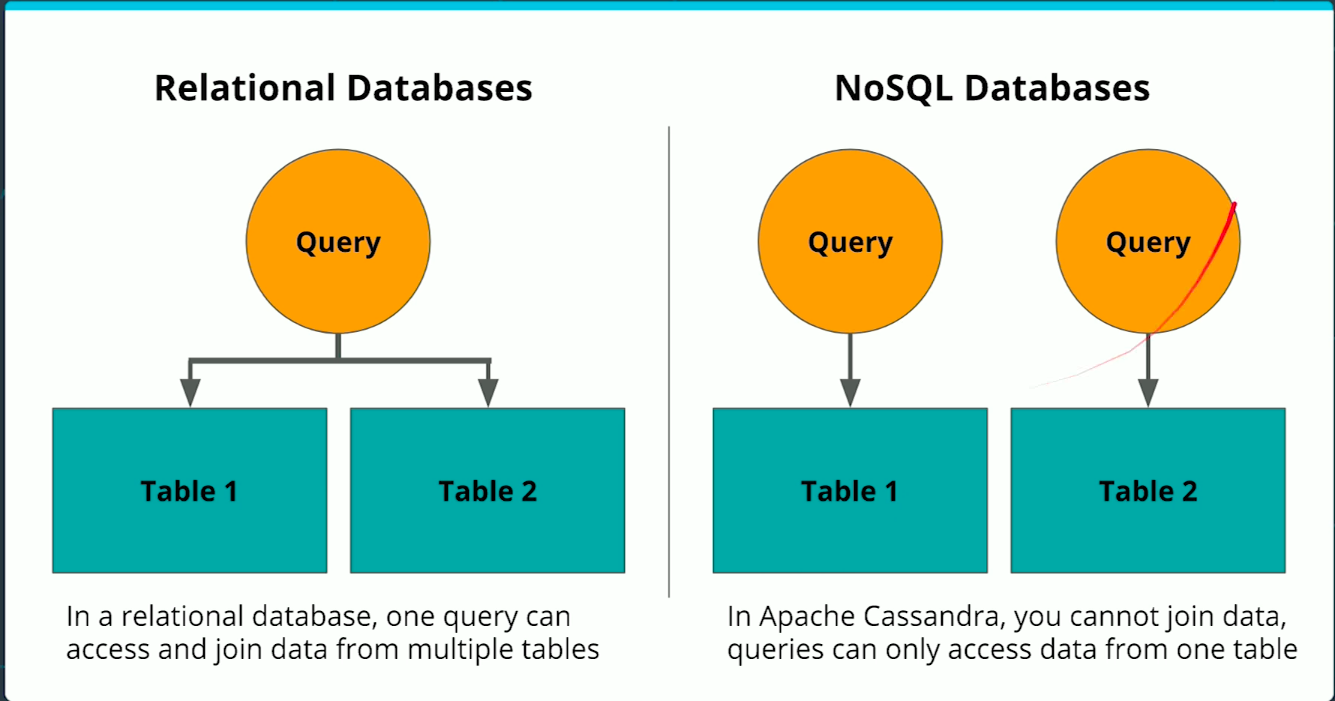 Relational Databases
Query
Table 1
Table 2
In a relational database, one query can
access and join data from multiple tables
NoSQL Databases
Query
Query
Table 1
Table 2
In Apache Cassandra, you cannot join data,
queries can only access data from one table